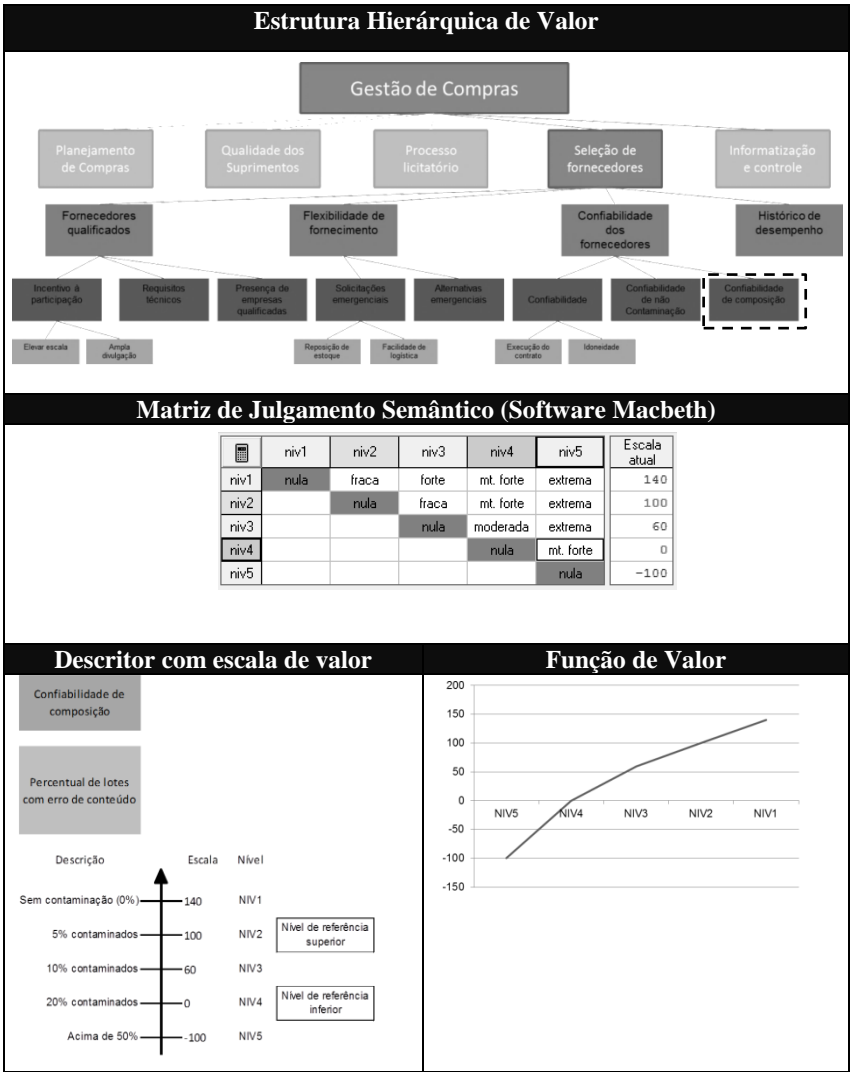 Estrutura Hierárquica de Valor
Gestão de Compras
Planejamento
de Compras
Qualidade dos
Suprimentos
Processo
licitatório
Seleção de
fornecedores
Informatização
e controle
Fornecedores
qualificados
Flexibilidade de
fornecimento
Confiabilidade
dos
fornecedores
Histórico de
desempenho
Incentivo à
participação
Requisitos
técnicos
Presença de
empresas
qualificadas
Solicitações
emergenciais
Alternativas
emergenciais
Confiabilidade
Confiabilidade
de não
Contaminação
Confiabilidade
de composição
Elevar escala
Ampla
divulgação
Reposição de
estoque
Facilidade de
logística
Execução do
contrato
Idoneidade
Matriz de Julgamento Semântico (Software Macbeth)
niv1 niv2 niv3 niv4 niv5 Escala
atual
niv1 nula fraca forte mt. forte extrema 140
niv2 nula fraca mt. forte extrema 100
niv3 nula moderada extrema 60
niv4 nula mt. forte 0
niv5 nula -100
Descritor com escala de valor
Confiabilidade de
composição
Percentual de lotes
com erro de conteúdo
Descrição Escala Nível
Sem contaminação (0%) 140 NIV1
5% contaminados 100 NIV2 Nível de referência
superior
10% contaminados 60 NIV3
20% contaminados 0 NIV4 Nível de referência
inferior
Acima de 50% -100 NIV5
Função de Valor
200
150
100
50
0
NIV5 NIV4 NIV3 NIV2 NIV1
-50
-100
-150